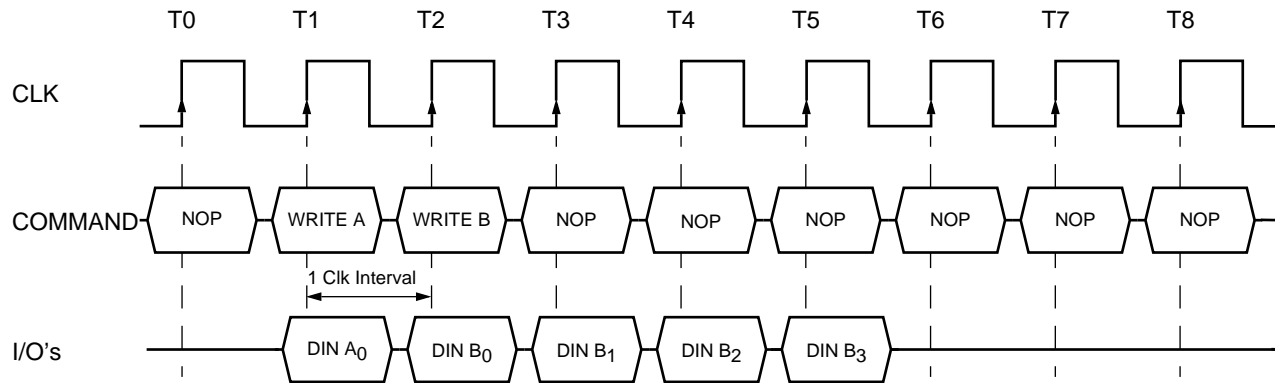 T0 T1 T2 T3 T4 T5 T6 T7 T8
CLK
COMMAND NOP WRITE A WRITE B NOP NOP NOP NOP NOP NOP
1 Clk Interval
I/O's DIN A0 DIN B0 DIN B1 DIN B2 DIN B3